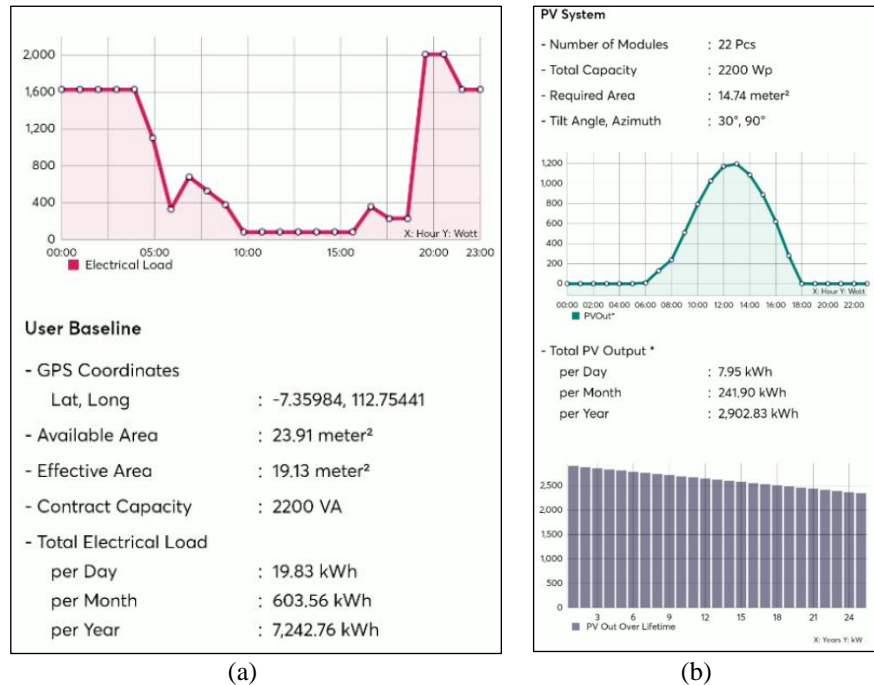 2,000
1,600
1,200
800
400
0
X: Hour Y: Watt
00:00 05:00 10:00 15:00 20:00 23:00
Electrical Load
User Baseline
- GPS Coordinates
Lat, Long : -7.35984, 112.75441
- Available Area : 23.91 meter²
- Effective Area : 19.13 meter²
- Contract Capacity : 2200 VA
- Total Electrical Load
per Day : 19.83 kWh
per Month : 603.56 kWh
per Year : 7,242.76 kWh
(a)
PV System
- Number of Modules : 22 Pcs
- Total Capacity : 2200 Wp
- Required Area : 14.74 meter²
- Tilt Angle, Azimuth : 30°, 90°
1,200
1,000
800
600
400
200
0
X: Hour Y: Watt
00:00 02:00 04:00 06:00 08:00 10:00 12:00 14:00 16:00 18:00 20:00 22:00
PVOut*
- Total PV Output *
per Day : 7.95 kWh
per Month : 241.90 kWh
per Year : 2,902.83 kWh
2,500
2,000
1,500
1,000
500
0
3 6 9 12 15 18 21 24
PV Out Over Lifetime
X: Years Y: kW
(b)